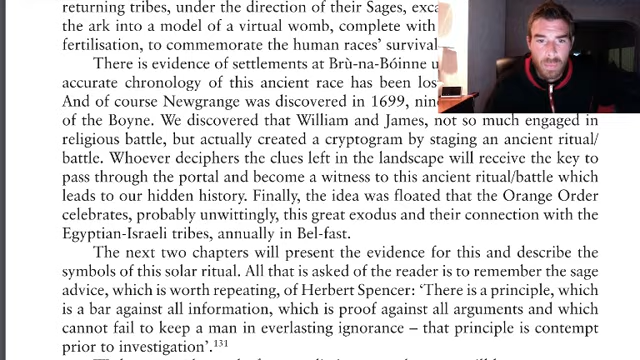 returning tribes, under the direction of their Sages, exca
the ark into a model of a virtual womb, complete with
fertilisation, to commemorate the human races' survival
There is evidence of settlements at Brù-na-Bóinne
accurate chronology of this ancient race has been los
And of course Newgrange was discovered in 1699,
of the Boyne. We discovered that William and James, not so much engaged in
religious battle, but actually created a cryptogram by staging an ancient ritual/
battle. Whoever deciphers the clues left in the landscape will receive the key to
pass through the portal and become a witness to this ancient ritual/battle which
leads to our hidden history. Finally, the idea was floated that the Orange Order
celebrates, probably unwittingly, this great exodus and their connection with the
Egyptian-Israeli tribes, annually in Bel-fast.
The next two chapters will present the evidence for this and describe the
symbols of this solar ritual. All that is asked of the reader is to remember the sage
advice, which is worth repeating, of Herbert Spencer: 'There is a principle, which
is a bar against all information, which is proof against all arguments and which
cannot fail to keep a man in everlasting ignorance – that principle is contempt
prior to investigation'.131